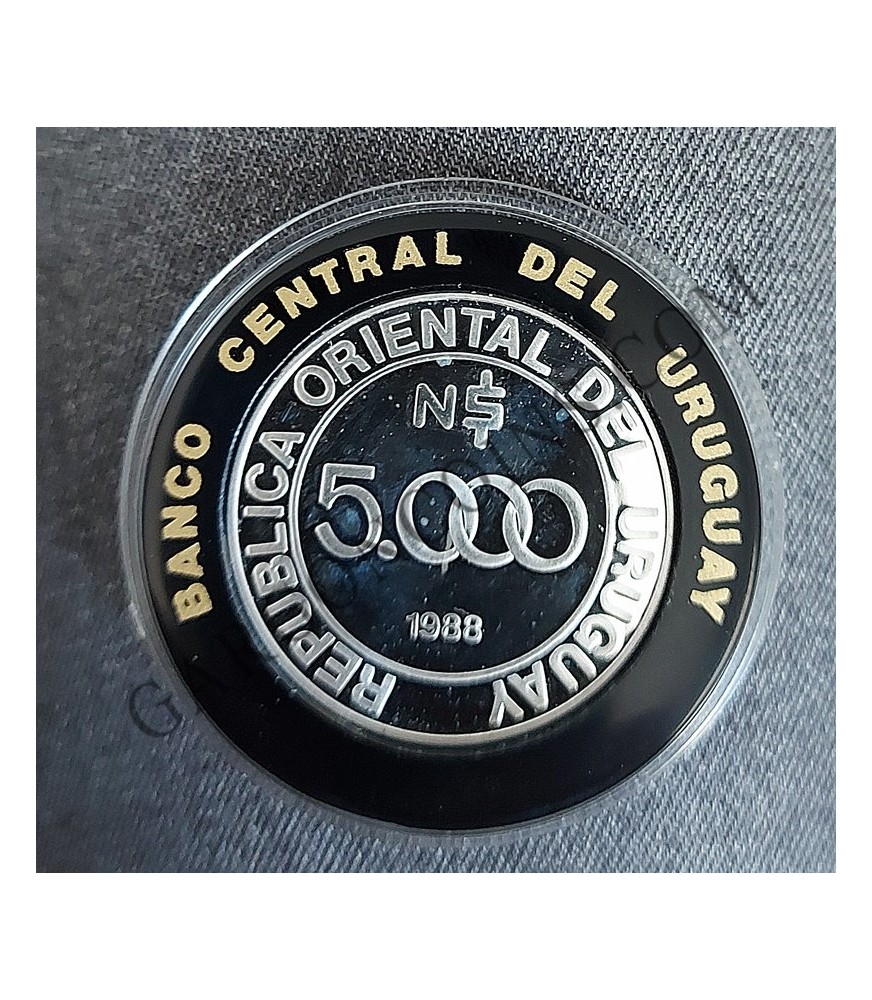 BANCO CENTRAL DEL URUGUAY
REPUBLICA ORIENTAL DEL URUGUAY
N$
5.000
1988